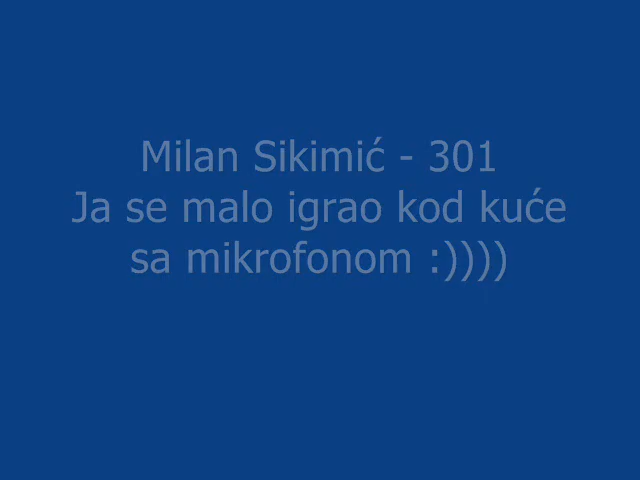 Milan Sikimić - 301
Ja se malo igrao kod kuće
sa mikrofonom :))))